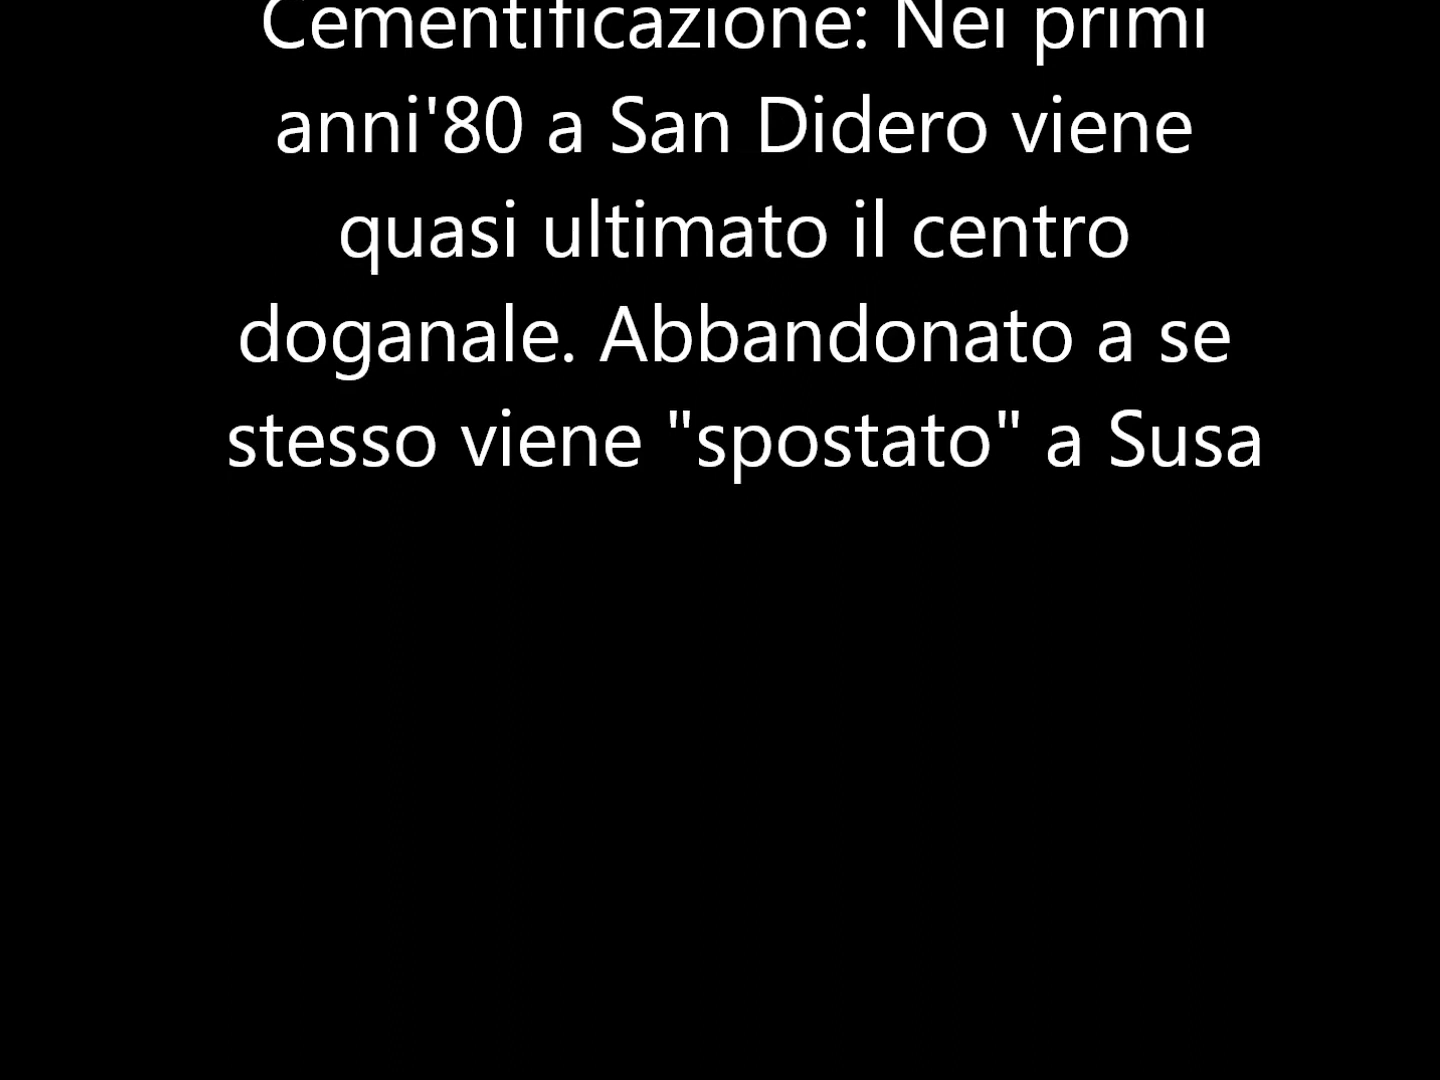 Cementificazione: Nei primi
anni'80 a San Didero viene
quasi ultimato il centro
doganale. Abbandonato a se
stesso viene "spostato" a Susa